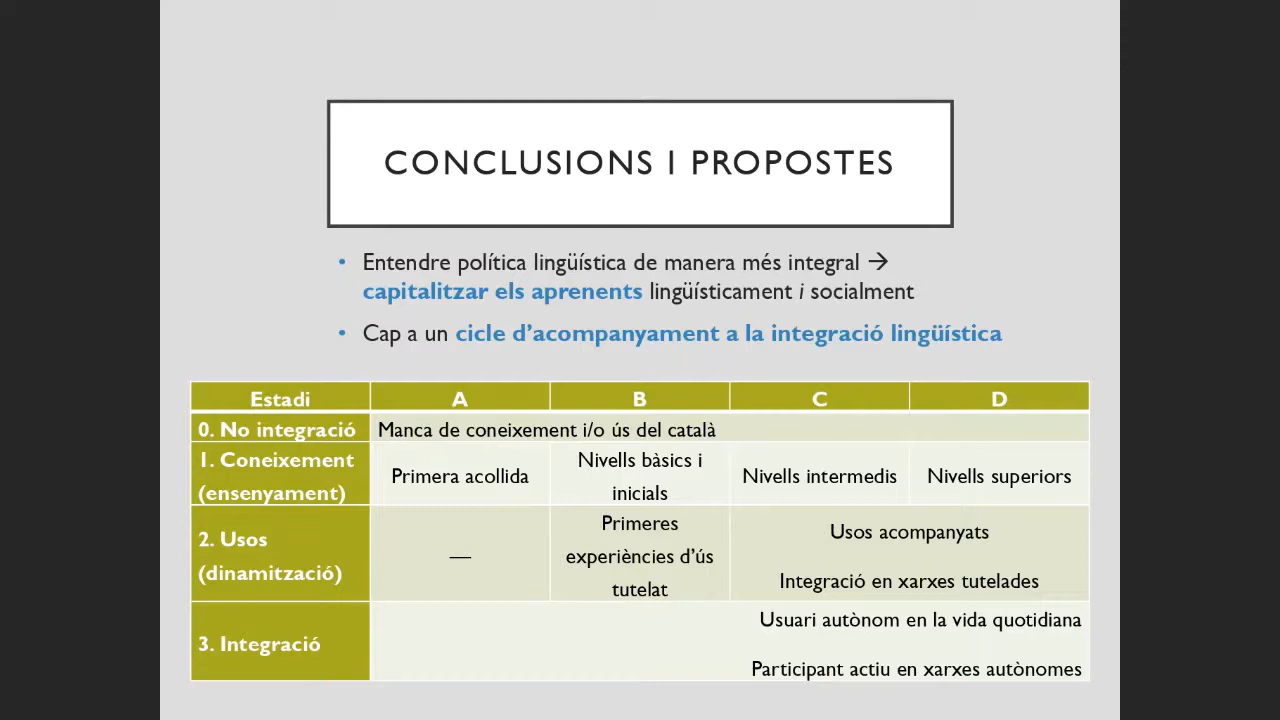 CONCLUSIONS I PROPOSTES
• Entendre política lingüística de manera més integral →
capitalitzar els aprenents lingüísticament i socialment
• Cap a un cicle d'acompanyament a la integració lingüística
Estadi A B C D
0. No integració Manca de coneixement i/o ús del català
1. Coneixement
(ensenyament)
Primera acollida
Nivells bàsics i
inicials
Nivells intermedis
Nivells superiors
2. Usos
(dinamització)
—
Primeres
experiències d'ús
tutelat
Usos acompanyats
Integració en xarxes tutelades
3. Integració
Usuari autònom en la vida quotidiana
Participant actiu en xarxes autònomes